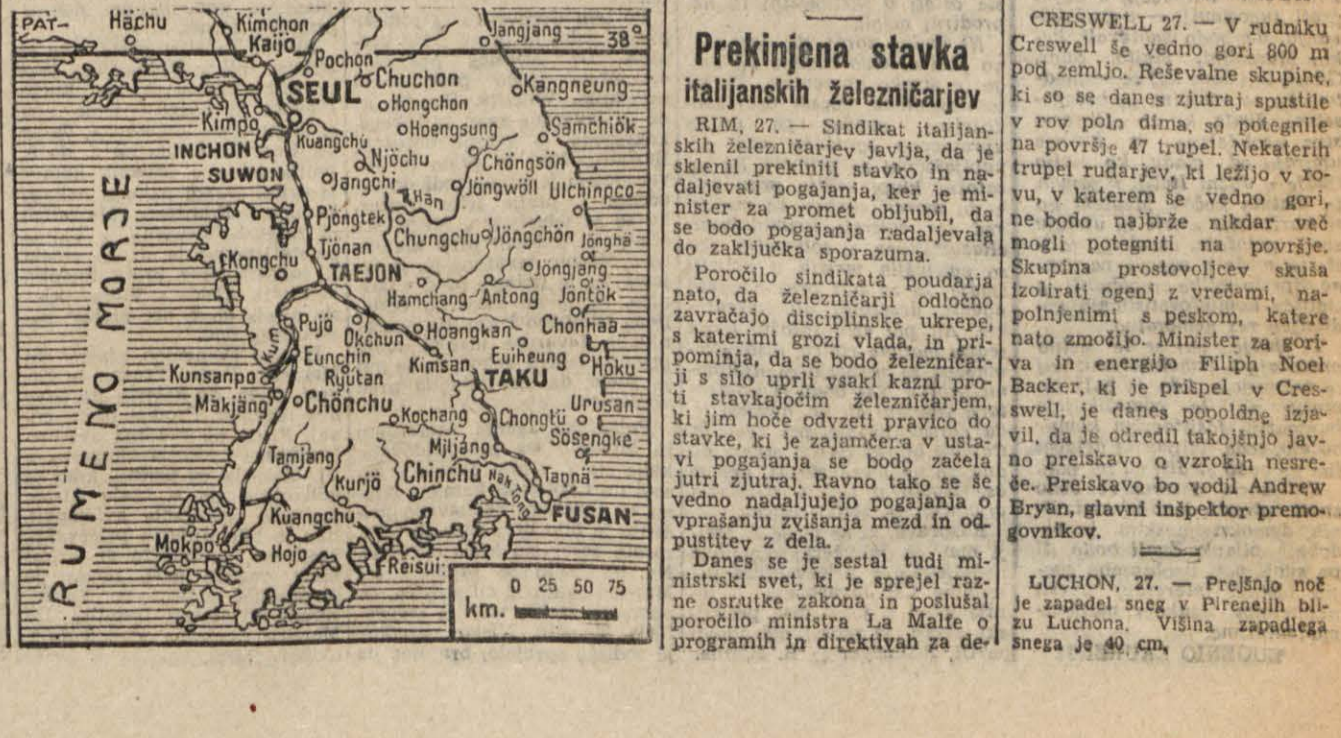 PAT-
Hächu
Kimchon
Kaijo
Jangjang
38°
Pochon
Chuchon
SEUL
Kangneung
Hongchon
Kimpo
Hoengsung
Samchiök
Kuangchu
INCHON
Njöchu
Chöngsön
SUWON
Jangchi
Han
Jöngwöll
Ulchinpco
Pjöngtek
Chungchu
Jöngchön
Jönghä
Tjönan
Kongchu
TAEJON
Jöngjang
Hamchang
Antong
Jöntök
RUMENO MORJE
Pujö
Okchun
Hoangkan
Chonhaa
Kum
Eunchin
Kimsan
Euiheung
Hoku
Kunsanpo
Ryutan
TAKU
Mäkjäng
Chönchu
Kochang
Chongtü
Urusan
Sösengke
Miljäng
Tamjang
Chinchu
Nak Tong
Taqnä
Kurjö
FUSAN
Kuangchu
Mokpo
Hojo
Reisui
0 25 50 75
km.
Prekinjena stavka
italijanskih železničarjev
RIM, 27. — Sindikat italijan-
skih železničarjev javlja, da je
sklenil prekiniti stavko in na-
daljevati pogajanja, ker je mi-
nister za promet obljubil, da
se bodo pogajanja nadaljevala
do zaključka sporazuma.
Poročilo sindikata poudarja
nato, da železničarji odločno
zavračajo disciplinske ukrepe,
s katerimi grozi vlada, in pri-
pominja, da se bodo železničar-
ji s silo uprli vsaki kazni pro-
ti stavkajočim železničarjem,
ki jim hoče odvzeti pravico do
stavke, ki je zajamčena v usta-
vi pogajanja se bodo začela
jutri zjutraj. Ravno tako se še
vedno nadaljujejo pogajanja o
vprašanju zvišanja mezd in od-
pustitev z dela.
Danes se je sestal tudi mi-
nistrski svet, ki je sprejel raz-
ne osnutke zakona in poslušal
poročilo ministra La Malfe o
programih in direktivah za de-
CRESWELL 27. — V rudniku
Creswell še vedno gori 800 m
pod zemljo. Reševalne skupine,
ki so se danes zjutraj spustile
v rov poln dima, so potegnile
na površje 47 trupel. Nekaterih
trupel rudarjev, ki ležijo v ro-
vu, v katerem še vedno gori,
ne bodo najbrže nikdar več
mogli potegniti na površje.
Skupina prostovoljcev skuša
izolirati ogenj z vrečami, na-
polnjenimi s peskom, katere
nato zmočijo. Minister za gori-
va in energijo Filiph Noel
Backer, ki je prišpel v Cres-
swell, je danes popoldne izja-
vil, da je odredil takojšnjo jav-
no preiskavo o vzrokih nesre-
če. Preiskavo bo vodil Andrew
Bryan, glavni inšpektor premo-
govnikov.
LUCHON, 27. — Prejšnjo noč
je zapadel sneg v Pirenejih bli-
zu Luchona. Višina zapadlega
snega je 40 cm.